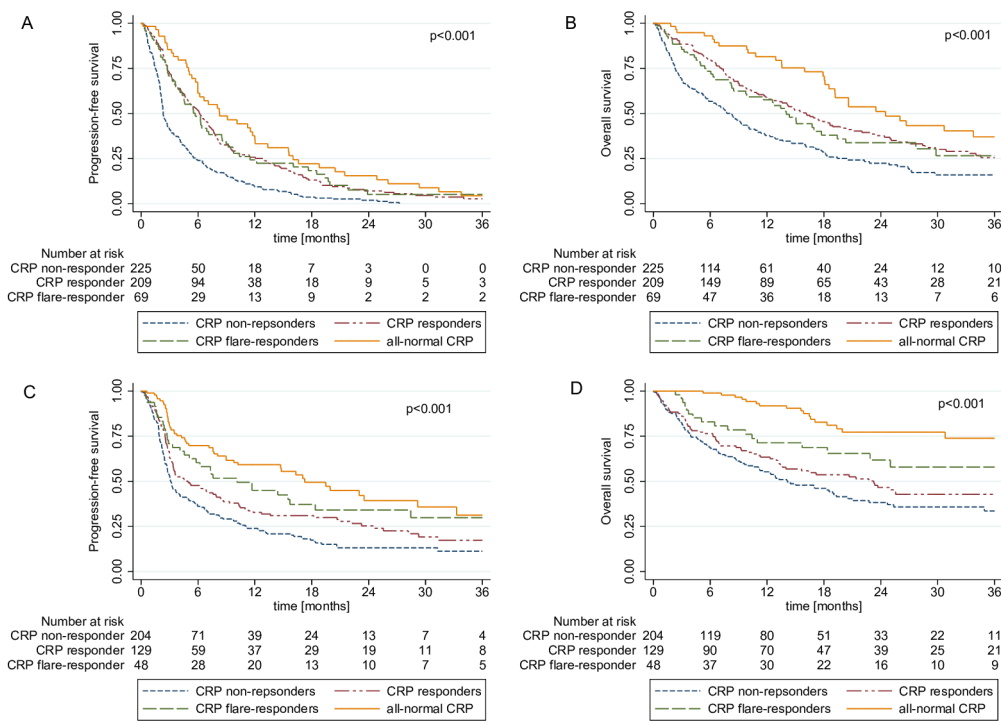 A
p<0.001
Progression-free survival
1.00
0.75
0.50
0.25
0.00
0 6 12 18 24 30 36
time [months]
Number at risk
CRP non-responder 225 50 18 7 3 0 0
CRP responder 209 94 38 18 9 5 3
CRP flare-responder 69 29 13 9 2 2 2
CRP non-repsonders CRP responders
CRP flare-responders all-normal CRP
B
p<0.001
Overall survival
1.00
0.75
0.50
0.25
0.00
0 6 12 18 24 30 36
time [months]
Number at risk
CRP non-responder 225 114 61 40 24 12 10
CRP responder 209 149 89 65 43 28 21
CRP flare-responder 69 47 36 18 13 7 6
CRP non-repsonders CRP responders
CRP flare-responders all-normal CRP
C
p<0.001
Progression-free survival
1.00
0.75
0.50
0.25
0.00
0 6 12 18 24 30 36
time [months]
Number at risk
CRP non-responder 204 71 39 24 13 7 4
CRP responder 129 59 37 29 19 11 8
CRP flare-responder 48 28 20 13 10 7 5
CRP non-repsonders CRP responders
CRP flare-responders all-normal CRP
D
p<0.001
Overall survival
1.00
0.75
0.50
0.25
0.00
0 6 12 18 24 30 36
time [months]
Number at risk
CRP non-responder 204 119 80 51 33 22 11
CRP responder 129 90 70 47 39 25 21
CRP flare-responder 48 37 30 22 16 10 9
CRP non-repsonders CRP responders
CRP flare-responders all-normal CRP